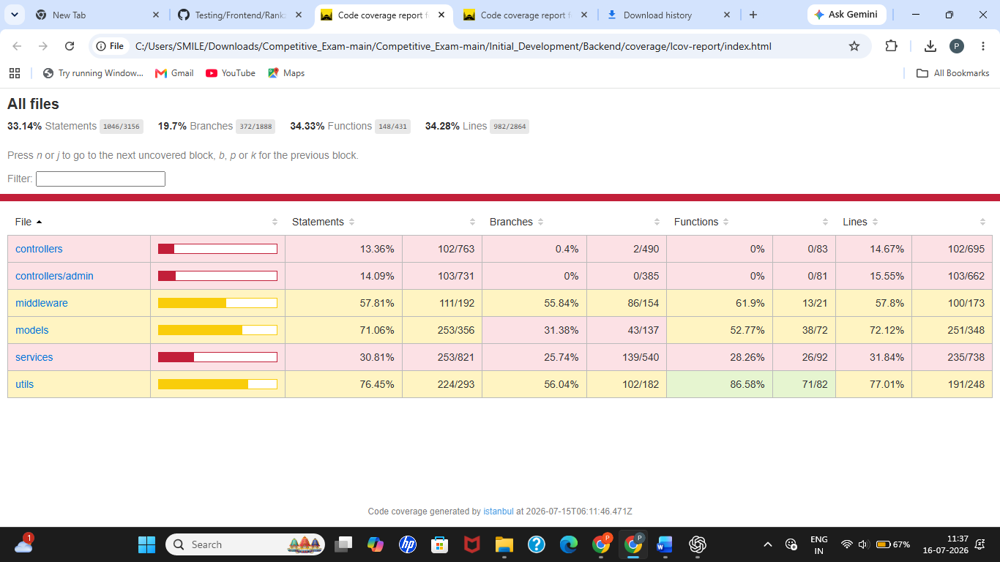 New Tab
Testing/Frontend/Rank
Code coverage report f
Code coverage report f
Download history
Ask Gemini
File
C:/Users/SMILE/Downloads/Competitive_Exam-main/Competitive_Exam-main/Initial_Development/Backend/coverage/lcov-report/index.html
P
Try running Window...
Gmail
YouTube
Maps
All Bookmarks
All files
33.14% Statements 1046/3156 19.7% Branches 372/1888 34.33% Functions 148/431 34.28% Lines 982/2864
Press n or j to go to the next uncovered block, b, p or k for the previous block.
Filter:
File Statements Branches Functions Lines
controllers 13.36% 102/763 0.4% 2/490 0% 0/83 14.67% 102/695
controllers/admin 14.09% 103/731 0% 0/385 0% 0/81 15.55% 103/662
middleware 57.81% 111/192 55.84% 86/154 61.9% 13/21 57.8% 100/173
models 71.06% 253/356 31.38% 43/137 52.77% 38/72 72.12% 251/348
services 30.81% 253/821 25.74% 139/540 28.26% 26/92 31.84% 235/738
utils 76.45% 224/293 56.04% 102/182 86.58% 71/82 77.01% 191/248
Code coverage generated by istanbul at 2026-07-15T06:11:46.471Z
1
Search
hp
P
P
W
ENG
IN
67%
11:37
16-07-2026